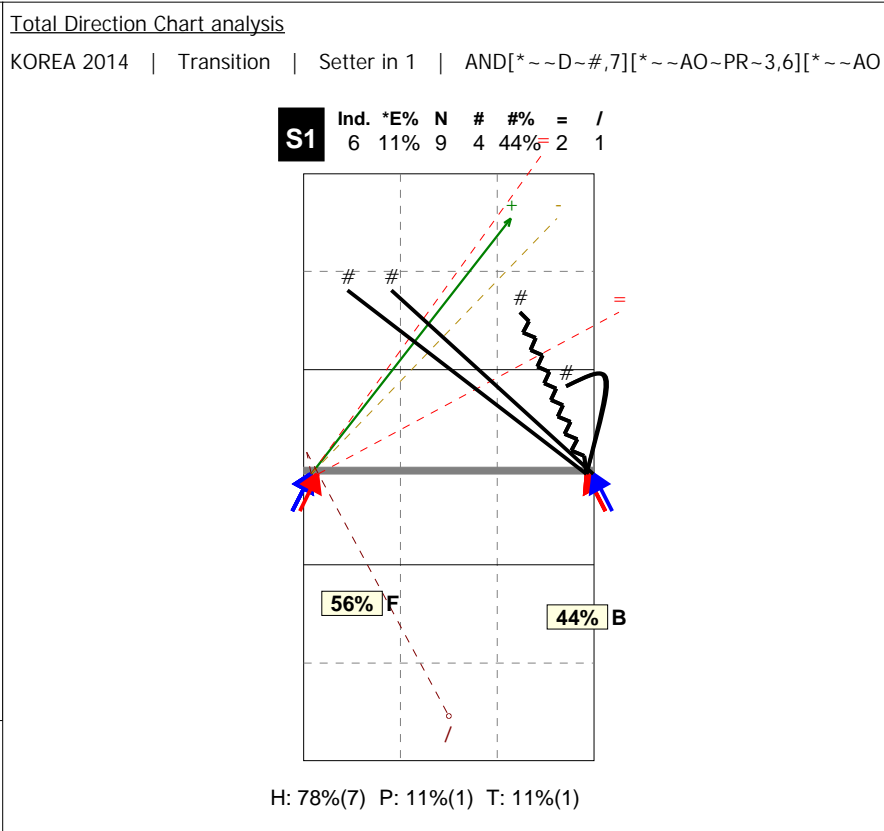 Total Direction Chart analysis
KOREA 2014 | Transition | Setter in 1 | AND[*~~D~#,7][*~~AO~PR~3,6][*~~AO
S1 Ind. *E% N # #% = /
6 11% 9 4 44% 2 1
=
+ -
# #
# =
#
56% F
44% B
/
H: 78%(7) P: 11%(1) T: 11%(1)